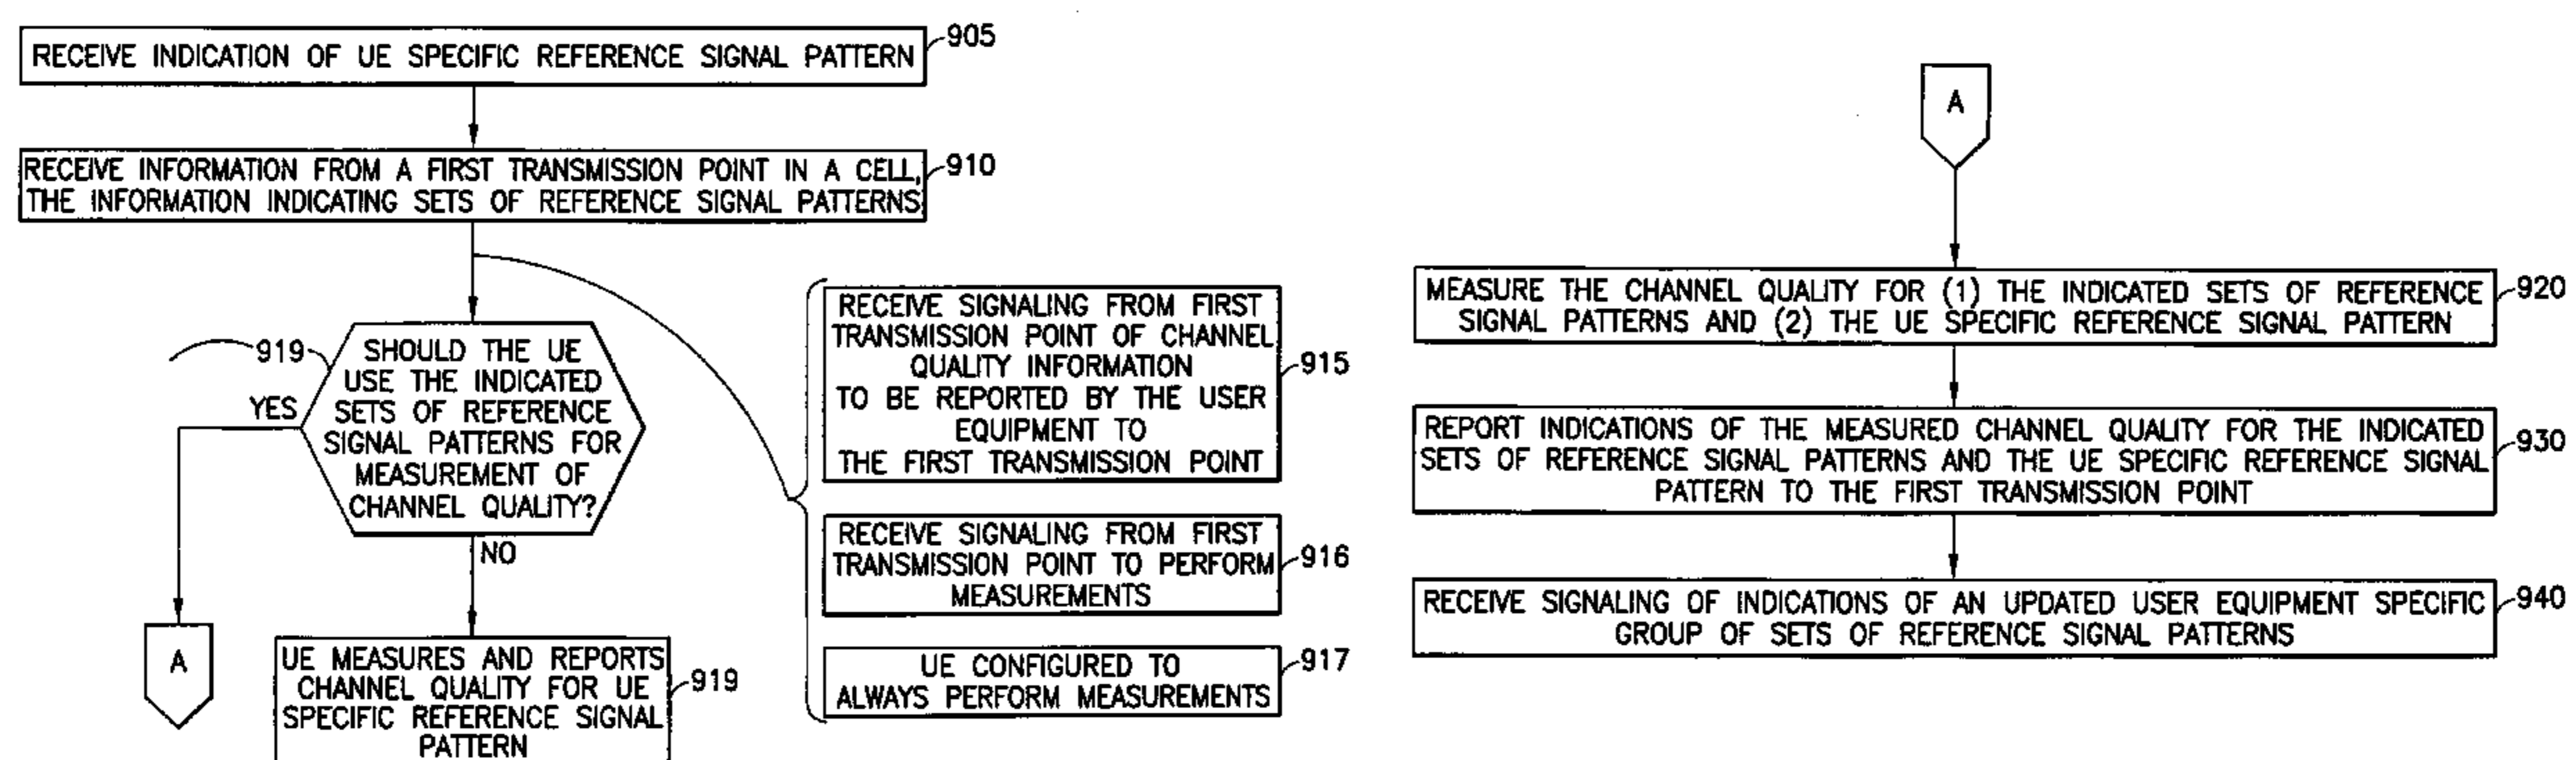 RECEIVE INDICATION OF UE SPECIFIC REFERENCE SIGNAL PATTERN
905
RECEIVE INFORMATION FROM A FIRST TRANSMISSION POINT IN A CELL,
THE INFORMATION INDICATING SETS OF REFERENCE SIGNAL PATTERNS
910
919
SHOULD THE UE
USE THE INDICATED
SETS OF REFERENCE
SIGNAL PATTERNS FOR
MEASUREMENT OF
CHANNEL QUALITY?
YES
NO
A
UE MEASURES AND REPORTS
CHANNEL QUALITY FOR UE
SPECIFIC REFERENCE SIGNAL
PATTERN
919
RECEIVE SIGNALING FROM FIRST
TRANSMISSION POINT OF CHANNEL
QUALITY INFORMATION
TO BE REPORTED BY THE USER
EQUIPMENT TO
THE FIRST TRANSMISSION POINT
915
RECEIVE SIGNALING FROM FIRST
TRANSMISSION POINT TO PERFORM
MEASUREMENTS
916
UE CONFIGURED TO
ALWAYS PERFORM MEASUREMENTS
917
A
MEASURE THE CHANNEL QUALITY FOR (1) THE INDICATED SETS OF REFERENCE
SIGNAL PATTERNS AND (2) THE UE SPECIFIC REFERENCE SIGNAL PATTERN
920
REPORT INDICATIONS OF THE MEASURED CHANNEL QUALITY FOR THE INDICATED
SETS OF REFERENCE SIGNAL PATTERNS AND THE UE SPECIFIC REFERENCE SIGNAL
PATTERN TO THE FIRST TRANSMISSION POINT
930
RECEIVE SIGNALING OF INDICATIONS OF AN UPDATED USER EQUIPMENT SPECIFIC
GROUP OF SETS OF REFERENCE SIGNAL PATTERNS
940